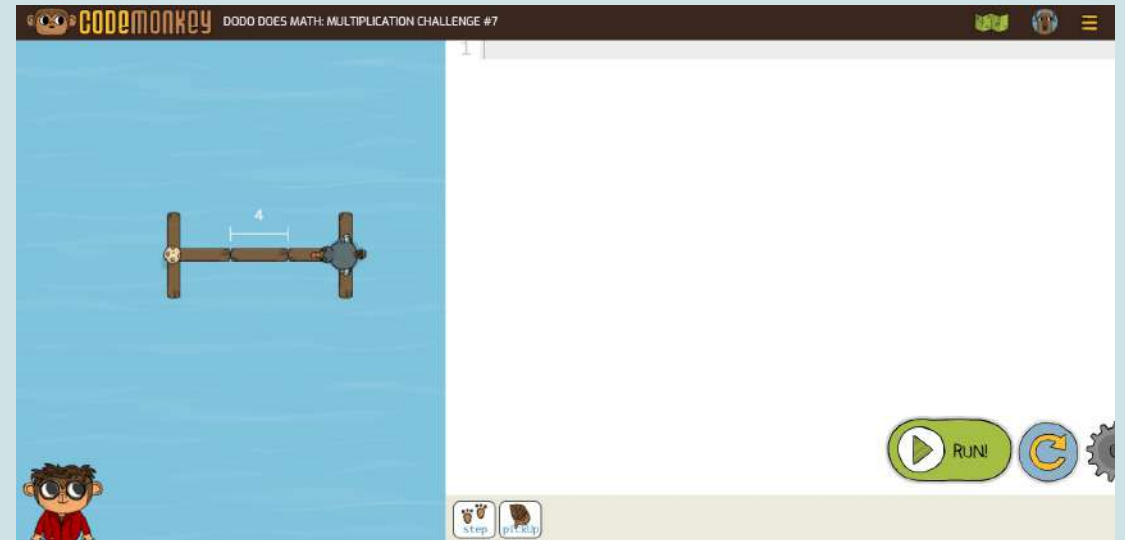 CODEMONKEY DODO DOES MATH: MULTIPLICATION CHALLENGE #7
1
4
RUN!
step pickUp